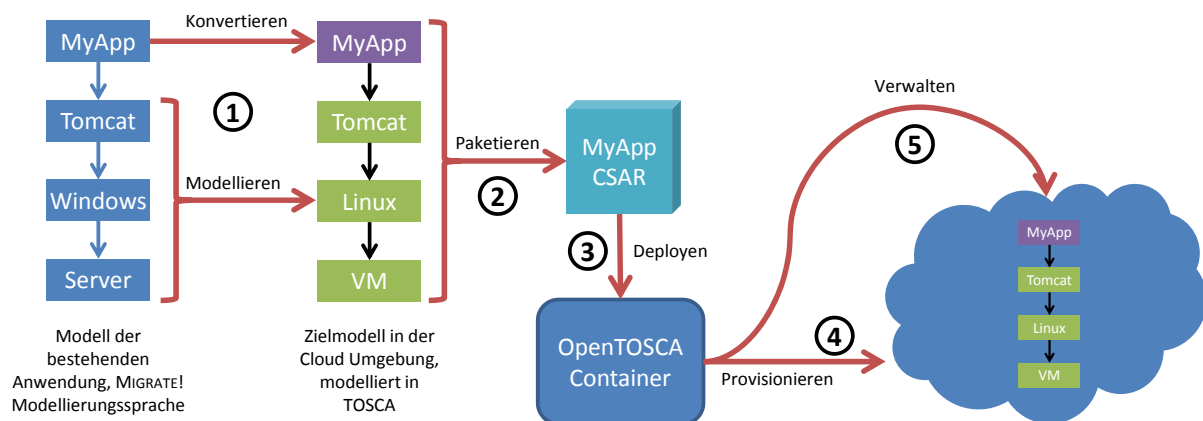 Konvertieren
MyApp
Tomcat
Windows
Server
1
Modellieren
MyApp
Tomcat
Linux
VM
Modell der
bestehenden
Anwendung, MIGRATE!
Modellierungssprache
Zielmodell in der
Cloud Umgebung,
modelliert in
TOSCA
Paketieren
2
MyApp
CSAR
3
Deployen
OpenTOSCA
Container
4
Provisionieren
Verwalten
5
MyApp
Tomcat
Linux
VM